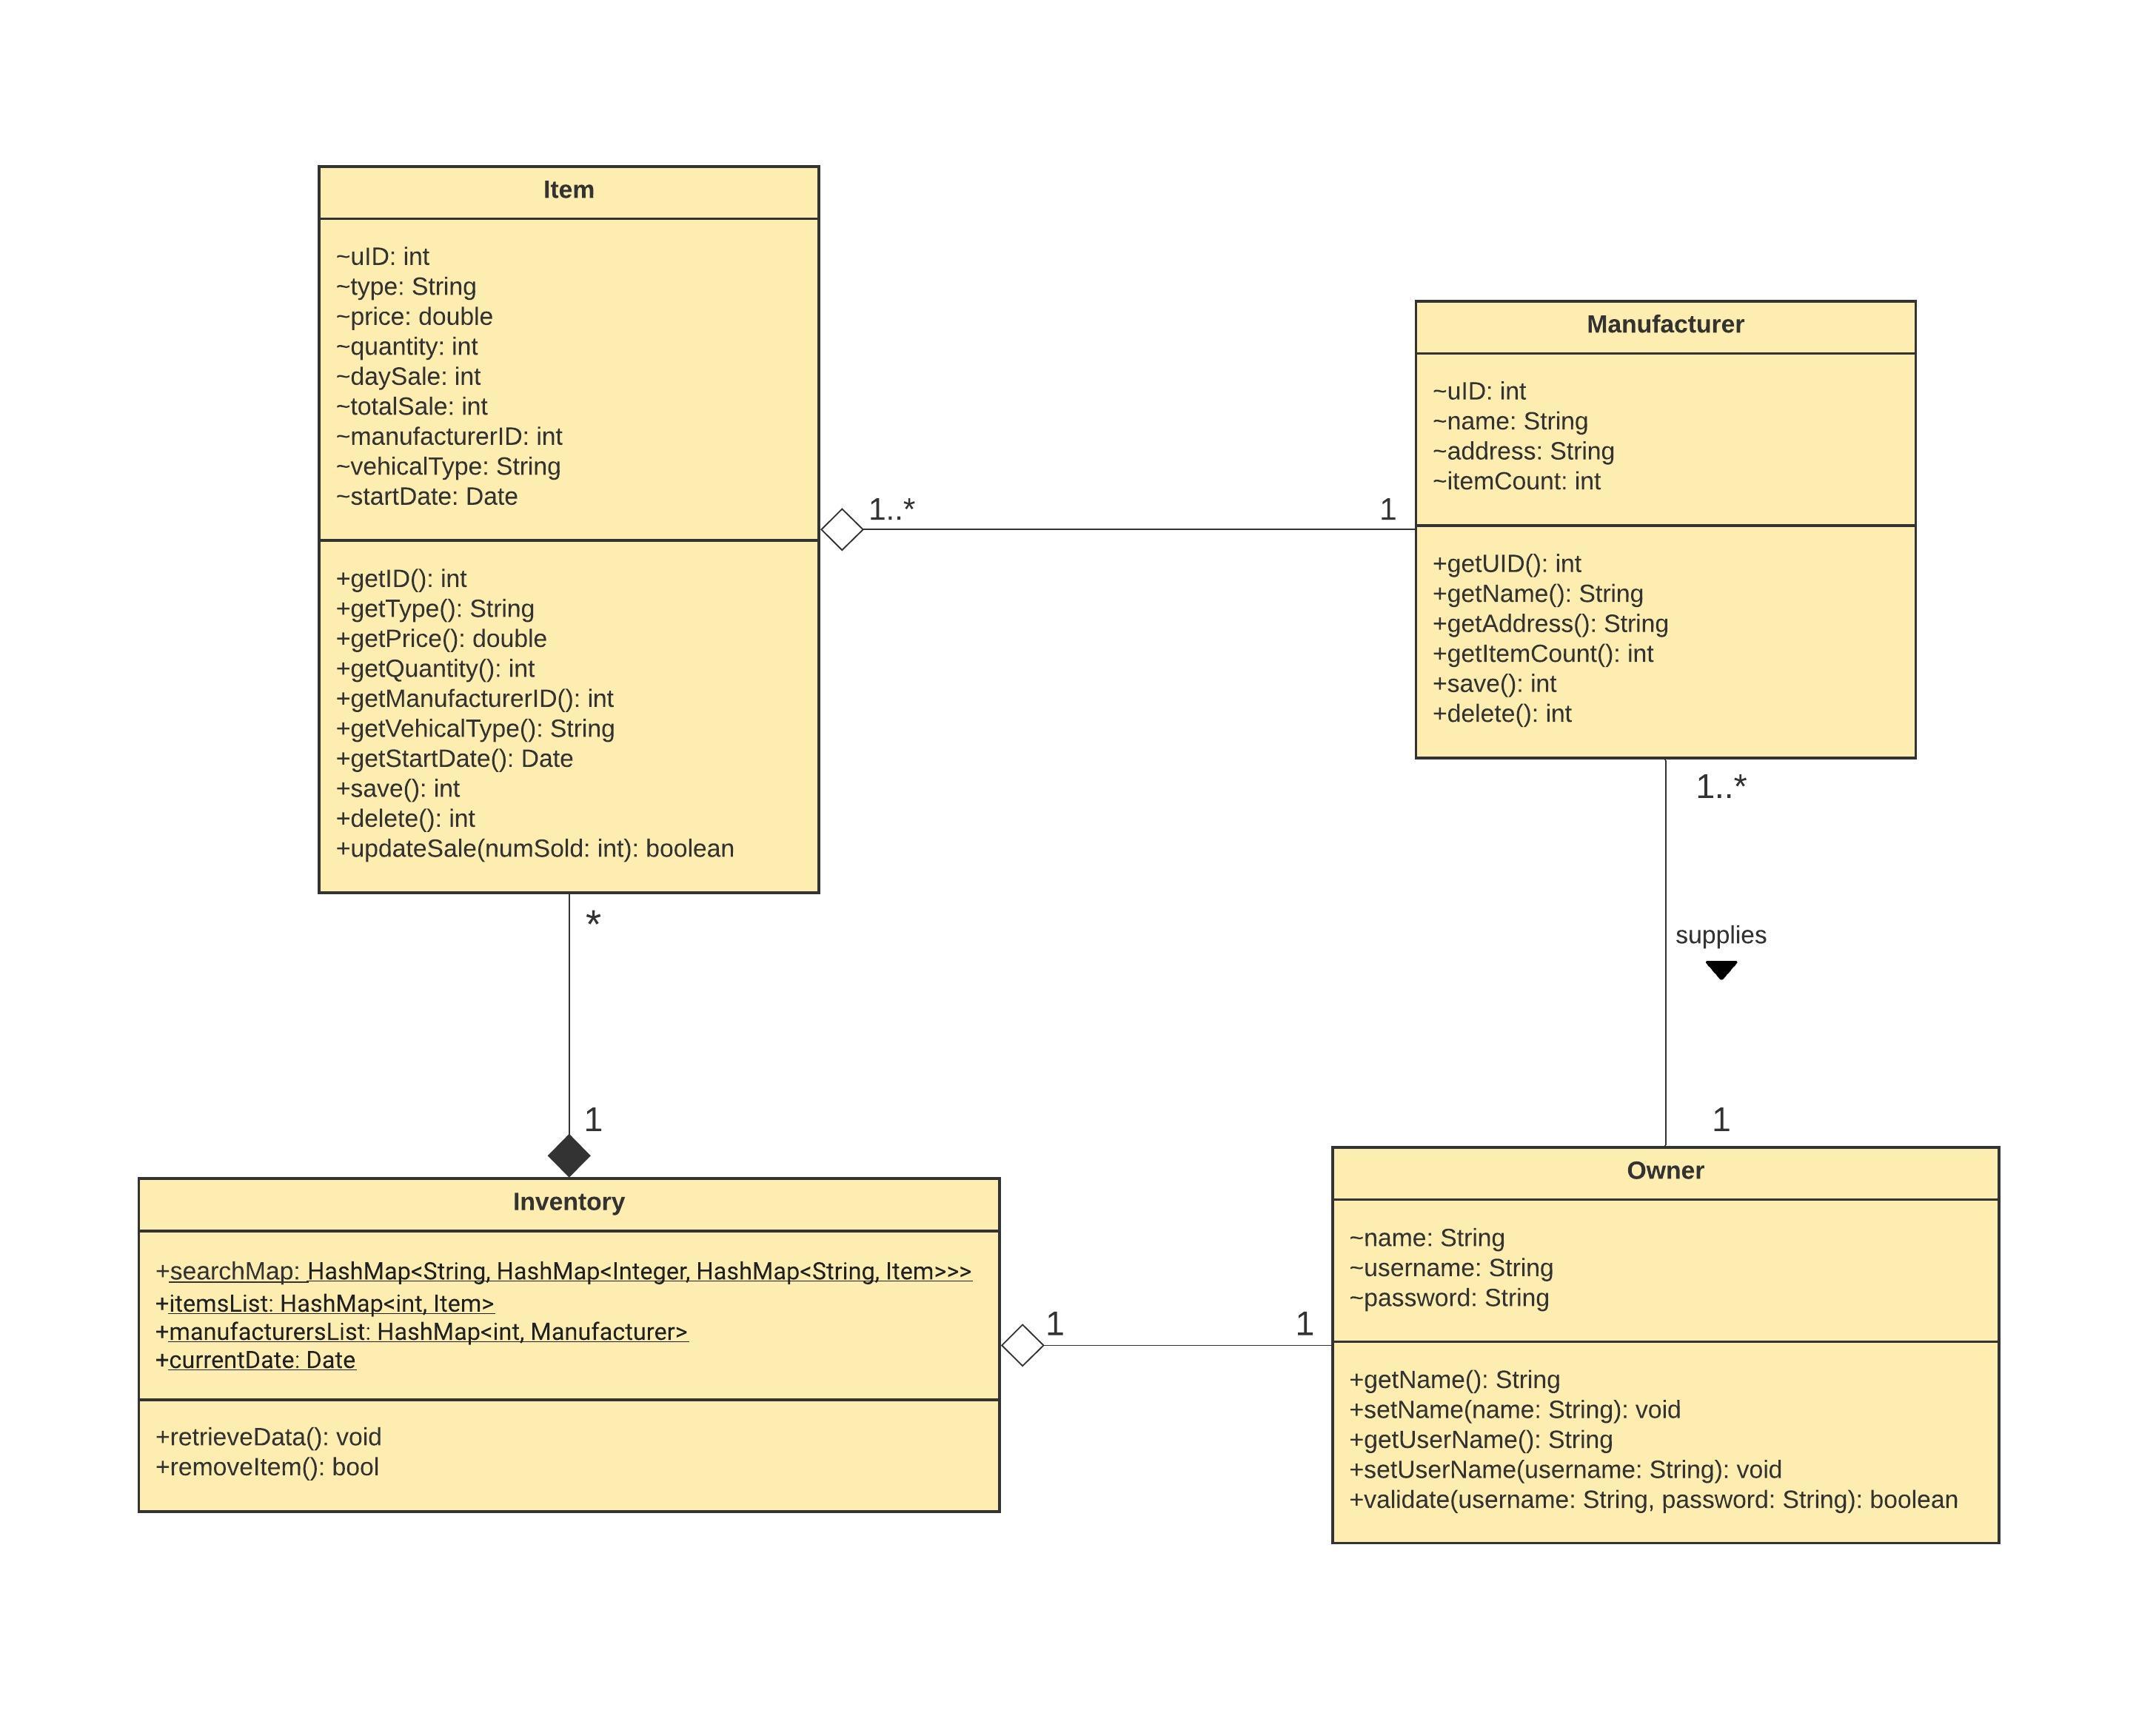 Item
~uID: int
~type: String
~price: double
~quantity: int
~daySale: int
~totalSale: int
~manufacturerID: int
~vehicalType: String
~startDate: Date
+getID(): int
+getType(): String
+getPrice(): double
+getQuantity(): int
+getManufacturerID(): int
+getVehicalType(): String
+getStartDate(): Date
+save(): int
+delete(): int
+updateSale(numSold: int): boolean
1..*
1
Manufacturer
~uID: int
~name: String
~address: String
~itemCount: int
+getUID(): int
+getName(): String
+getAddress(): String
+getItemCount(): int
+save(): int
+delete(): int
1..*
supplies
1
*
1
Inventory
+searchMap: HashMap<String, HashMap<Integer, HashMap<String, Item>>>
+itemsList: HashMap<int, Item>
+manufacturersList: HashMap<int, Manufacturer>
+currentDate: Date
+retrieveData(): void
+removeItem(): bool
1
1
Owner
~name: String
~username: String
~password: String
+getName(): String
+setName(name: String): void
+getUserName(): String
+setUserName(username: String): void
+validate(username: String, password: String): boolean